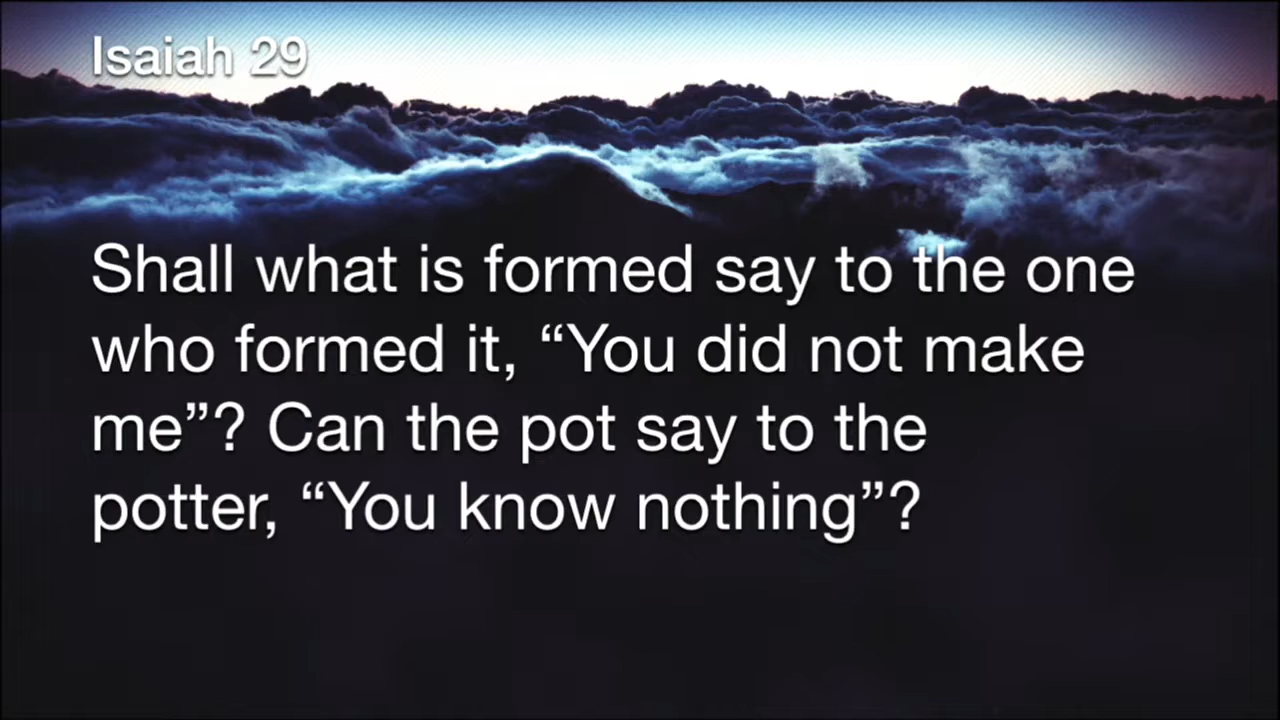 Isaiah 29
Shall what is formed say to the one
who formed it, “You did not make
me”? Can the pot say to the
potter, “You know nothing”?